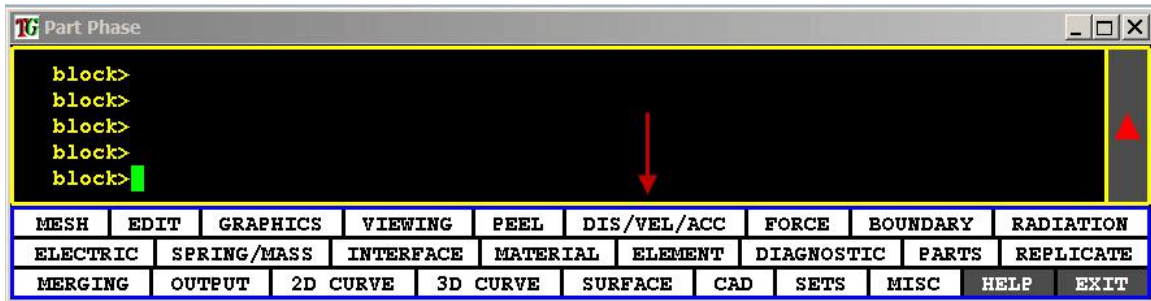 TG Part Phase
block>
block>
block>
block>
block>
MESH EDIT GRAPHICS VIEWING PEEL DIS/VEL/ACC FORCE BOUNDARY RADIATION
ELECTRIC SPRING/MASS INTERFACE MATERIAL ELEMENT DIAGNOSTIC PARTS REPLICATE
MERGING OUTPUT 2D CURVE 3D CURVE SURFACE CAD SETS MISC HELP EXIT